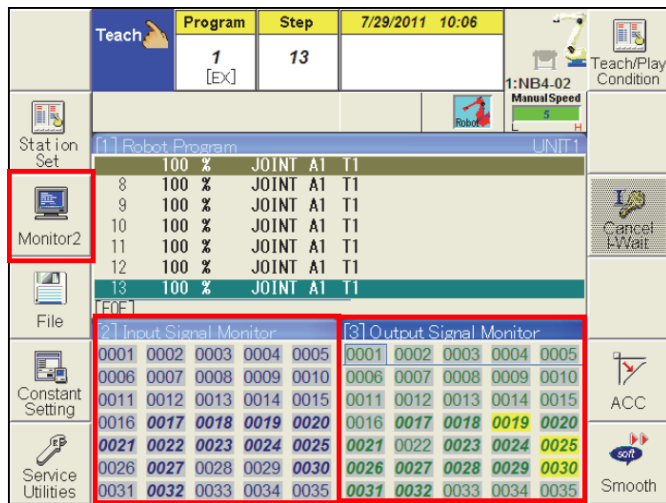 Teach
Program
1
[EX]
Step
13
7/29/2011 10:06
1:NB4-02
Teach/Play
Condition
Station
Set
Robot
Manual Speed
5
L H
Monitor2
[1] Robot Program UNIT1
100 % JOINT A1 T1
8 100 % JOINT A1 T1
9 100 % JOINT A1 T1
10 100 % JOINT A1 T1
11 100 % JOINT A1 T1
12 100 % JOINT A1 T1
13 100 % JOINT A1 T1
[EOF]
Cancel
I-Wait
File
[2] Input Signal Monitor
0001 0002 0003 0004 0005
0006 0007 0008 0009 0010
0011 0012 0013 0014 0015
0016 0017 0018 0019 0020
0021 0022 0023 0024 0025
0026 0027 0028 0029 0030
0031 0032 0033 0034 0035
[3] Output Signal Monitor
0001 0002 0003 0004 0005
0006 0007 0008 0009 0010
0011 0012 0013 0014 0015
0016 0017 0018 0019 0020
0021 0022 0023 0024 0025
0026 0027 0028 0029 0030
0031 0032 0033 0034 0035
Constant
Setting
ACC
Service
Utilities
soft
Smooth